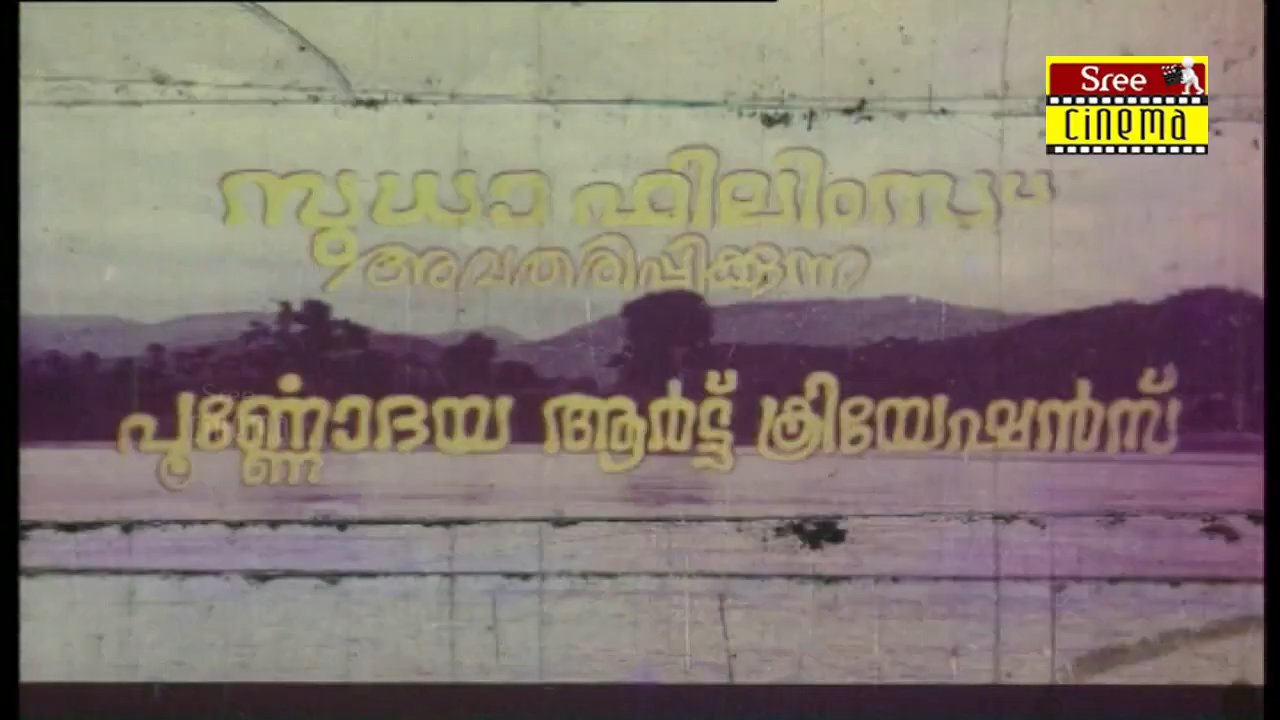 Sree
cinema
സുധാ ഫിലിംസ്
അവതരിപ്പിക്കുന്ന
പൂർണ്ണോദയ ആർട്ട് ക്രിയേഷൻസ്